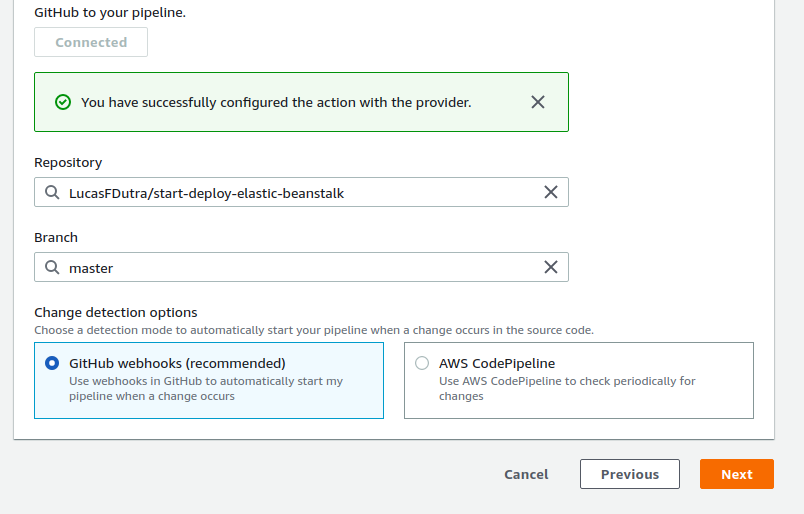 GitHub to your pipeline.
Connected
You have successfully configured the action with the provider.
Repository
LucasFDutra/start-deploy-elastic-beanstalk
Branch
master
Change detection options
Choose a detection mode to automatically start your pipeline when a change occurs in the source code.
GitHub webhooks (recommended)
Use webhooks in GitHub to automatically start my
pipeline when a change occurs
AWS CodePipeline
Use AWS CodePipeline to check periodically for
changes
Cancel
Previous
Next